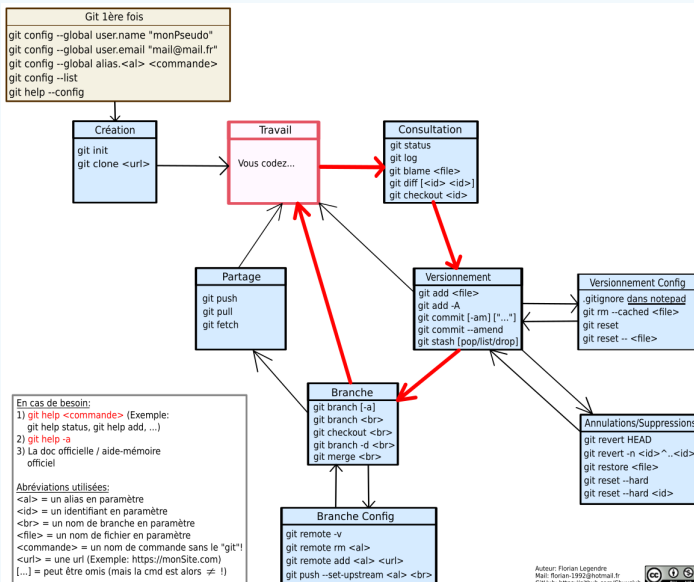 Git 1ère fois
git config --global user.name "monPseudo"
git config --global user.email "mail@mail.fr"
git config --global alias.<al> <commande>
git config --list
git help --config
Création
git init
git clone <url>
Travail
Vous codez...
Consultation
git status
git log
git blame <file>
git diff [<id> <id>]
git checkout <id>
Partage
git push
git pull
git fetch
Versionnement
git add <file>
git add -A
git commit [-am] ["..."]
git commit --amend
git stash [pop/list/drop]
Versionnement Config
.gitignore dans notepad
git rm --cached <file>
git reset
git reset -- <file>
Branche
git branch [-a]
git branch <br>
git checkout <br>
git branch -d <br>
git merge <br>
Annulations/Suppressions
git revert HEAD
git revert -n <id>^..<id>
git restore <file>
git reset --hard
git reset --hard <id>
Branche Config
git remote -v
git remote rm <al>
git remote add <al> <url>
git push --set-upstream <al> <br>
En cas de besoin:
1) git help <commande> (Exemple:
git help status, git help add, ...)
2) git help -a
3) La doc officielle / aide-mémoire
officiel
Abréviations utilisées:
<al> = un alias en paramètre
<id> = un identifiant en paramètre
<br> = un nom de branche en paramètre
<file> = un nom de fichier en paramètre
<commande> = un nom de commande sans le "git"!
<url> = une url (Exemple: https://monSite.com)
[...] = peut être omis (mais la cmd est alors ≠ !)
Auteur: Florian Legendre
Mail: florian-1992@hotmail.fr